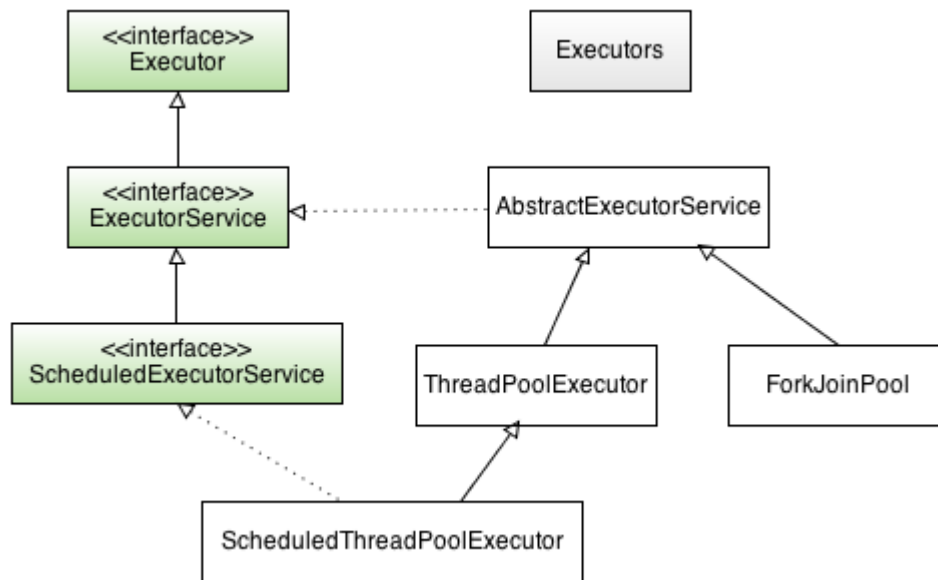 <<interface>>
Executor
Executors
<<interface>>
ExecutorService
AbstractExecutorService
<<interface>>
ScheduledExecutorService
ThreadPoolExecutor
ForkJoinPool
ScheduledThreadPoolExecutor